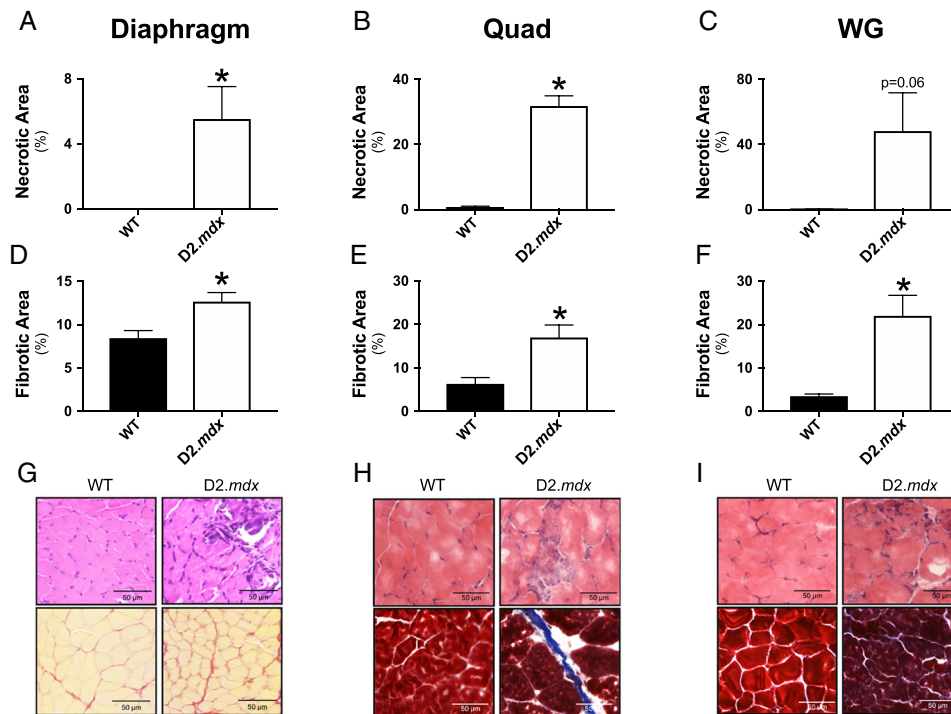 A
Diaphragm
B
Quad
C
WG
Necrotic Area
(%)
8
4
0
*
WT
D2.mdx
Necrotic Area
(%)
40
20
0
*
WT
D2.mdx
Necrotic Area
(%)
80
40
0
p=0.06
WT
D2.mdx
D
Fibrotic Area
(%)
15
10
5
0
*
WT
D2.mdx
E
Fibrotic Area
(%)
30
20
10
0
*
WT
D2.mdx
F
Fibrotic Area
(%)
30
20
10
0
*
WT
D2.mdx
G
WT
D2.mdx
50 µm
50 µm
50 µm
50 µm
H
WT
D2.mdx
50 µm
50 µm
50 µm
50 µm
I
WT
D2.mdx
50 µm
50 µm
50 µm
50 µm